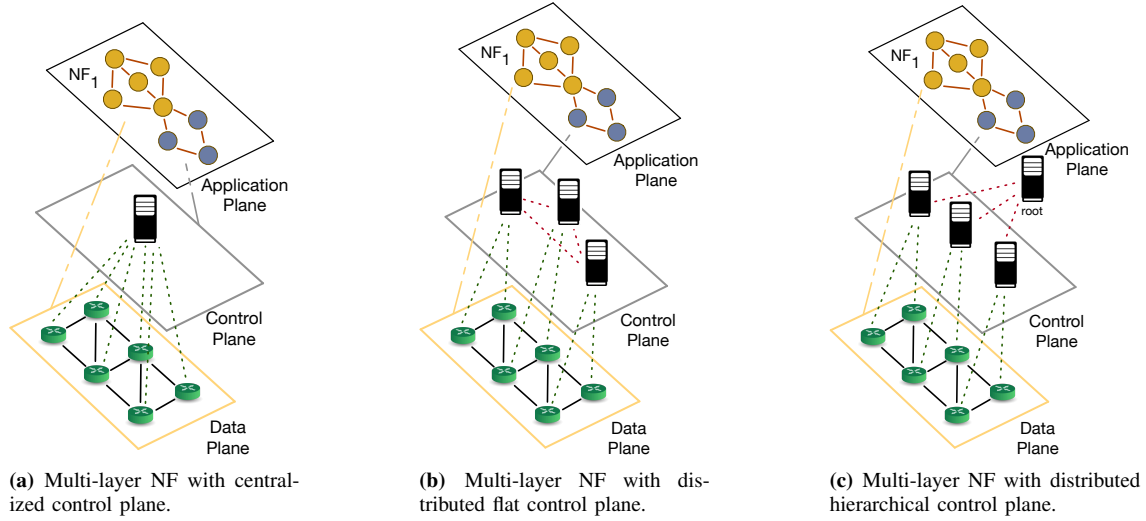 NF1
Application
Plane
Control
Plane
Data
Plane
(a) Multi-layer NF with central-
ized control plane.
NF1
Application
Plane
Control
Plane
Data
Plane
(b) Multi-layer NF with dis-
tributed flat control plane.
NF1
Application
Plane
root
Control
Plane
Data
Plane
(c) Multi-layer NF with distributed
hierarchical control plane.